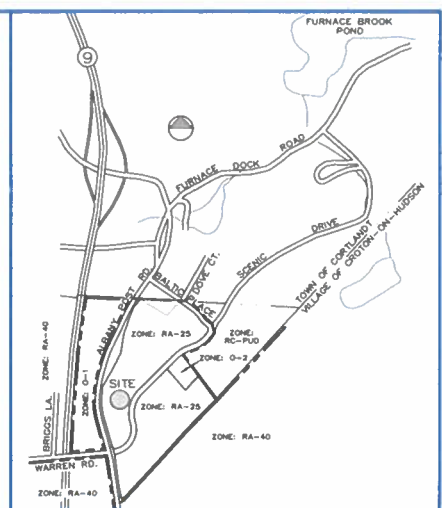 FURNACE BROOK
POND
9
FURNACE DOCK ROAD
SCENIC DRIVE
TOWN OF CORTLANDT
VILLAGE OF CROTON-ON-HUDSON
DOVE CT.
BALTIC PLACE
ALBANY POST RD.
ZONE: RA-25
ZONE:
RC-PUD
ZONE: O-2
ZONE: RA-40
ZONE: O-1
SITE
ZONE: RA-25
BRIGGS LA.
ZONE: RA-40
WARREN RD.
ZONE: RA-40